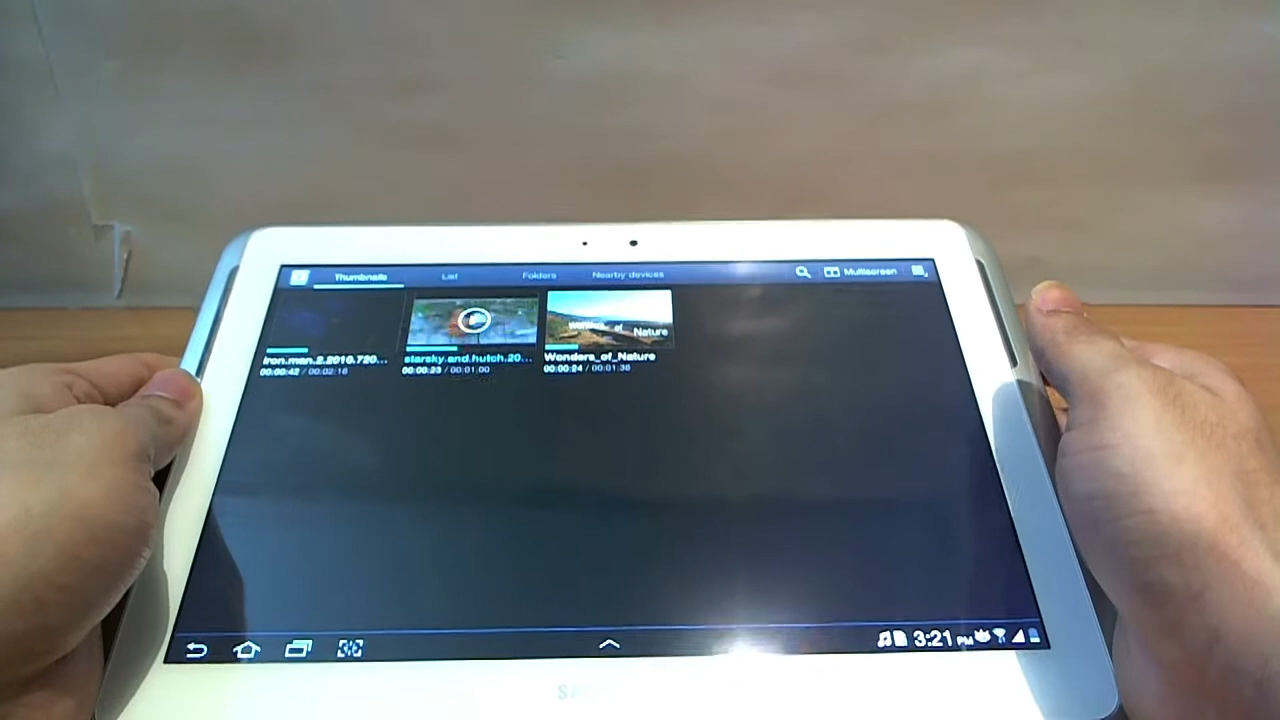 Thumbnails List Folders Nearby devices Multiscreen
Iron.man.2.2010.720...
00:00:42 / 00:02:18
starsky.and.hutch.20...
00:00:23 / 00:01:00
Wonders_of_Nature
00:00:24 / 00:01:38
Wonders of Nature
3:21 PM